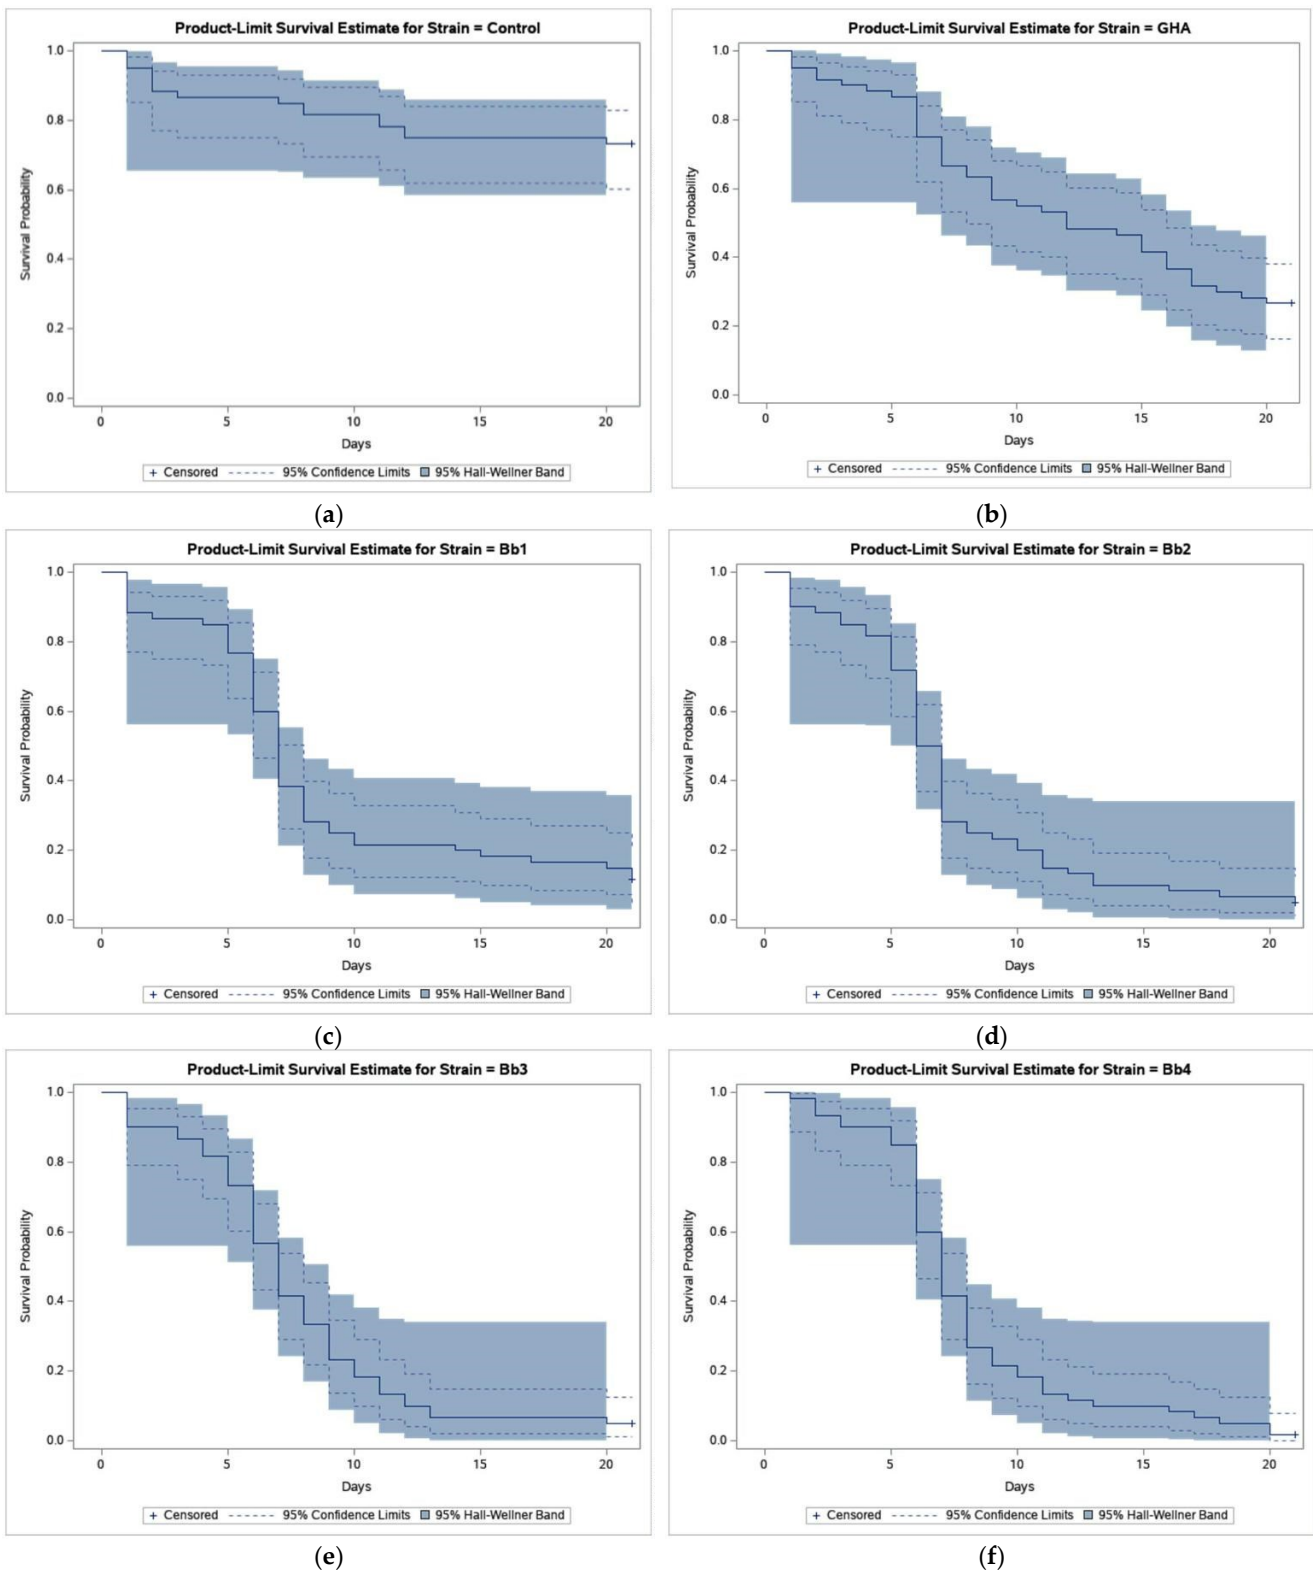 Product-Limit Survival Estimate for Strain = Control
1.0
0.8
0.6
0.4
0.2
0.0
Survival Probability
0 5 10 15 20
Days
+ Censored 95% Confidence Limits 95% Hall-Wellner Band
(a)
Product-Limit Survival Estimate for Strain = GHA
1.0
0.8
0.6
0.4
0.2
0.0
Survival Probability
0 5 10 15 20
Days
+ Censored 95% Confidence Limits 95% Hall-Wellner Band
(b)
Product-Limit Survival Estimate for Strain = Bb1
1.0
0.8
0.6
0.4
0.2
0.0
Survival Probability
0 5 10 15 20
Days
+ Censored 95% Confidence Limits 95% Hall-Wellner Band
(c)
Product-Limit Survival Estimate for Strain = Bb2
1.0
0.8
0.6
0.4
0.2
0.0
Survival Probability
0 5 10 15 20
Days
+ Censored 95% Confidence Limits 95% Hall-Wellner Band
(d)
Product-Limit Survival Estimate for Strain = Bb3
1.0
0.8
0.6
0.4
0.2
0.0
Survival Probability
0 5 10 15 20
Days
+ Censored 95% Confidence Limits 95% Hall-Wellner Band
(e)
Product-Limit Survival Estimate for Strain = Bb4
1.0
0.8
0.6
0.4
0.2
0.0
Survival Probability
0 5 10 15 20
Days
+ Censored 95% Confidence Limits 95% Hall-Wellner Band
(f)